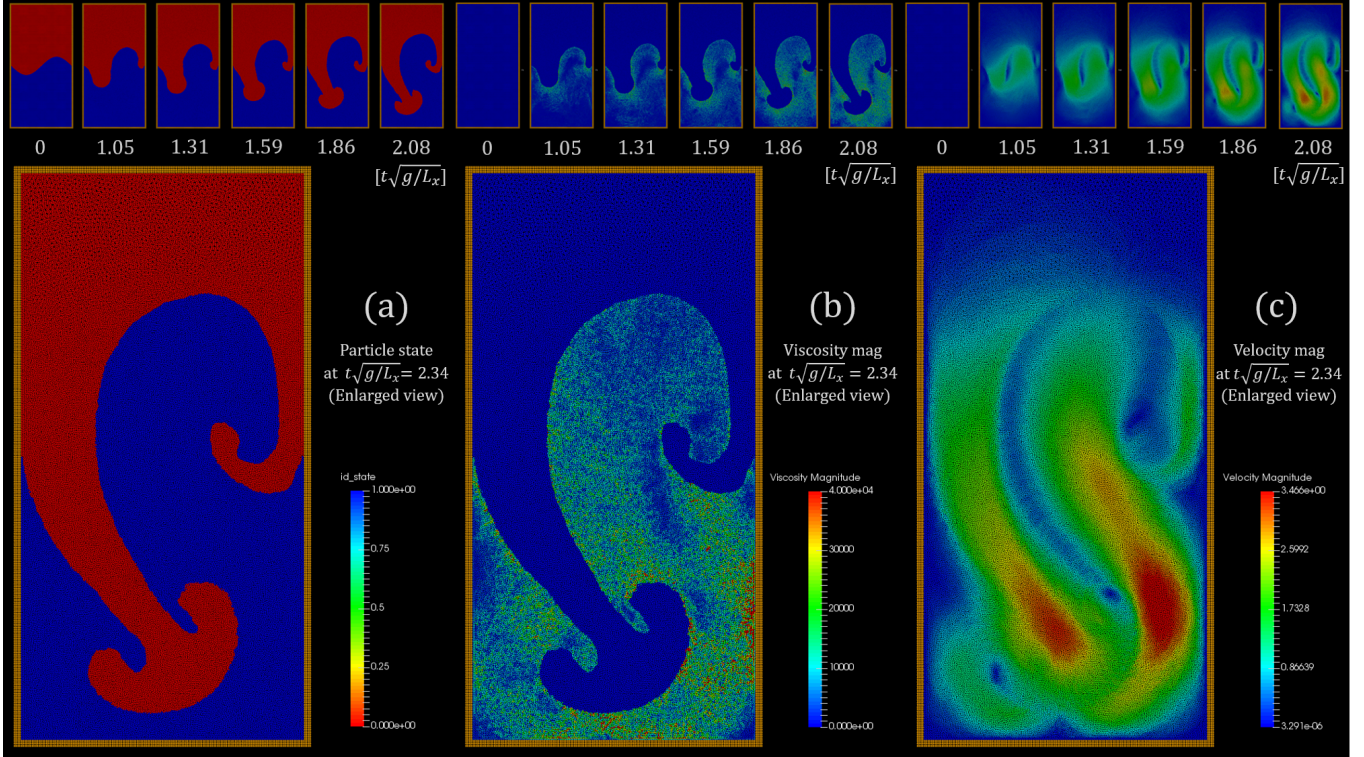 0 1.05 1.31 1.59 1.86 2.08
[t√g/Lₓ]
0 1.05 1.31 1.59 1.86 2.08
[t√g/Lₓ]
0 1.05 1.31 1.59 1.86 2.08
[t√g/Lₓ]
(a)
Particle state
at t√g/Lₓ = 2.34
(Enlarged view)
id_state
1.000e+00
0.75
0.5
0.25
0.000e+00
(b)
Viscosity mag
at t√g/Lₓ = 2.34
(Enlarged view)
Viscosity Magnitude
4.000e+04
30000
20000
10000
0.000e+00
(c)
Velocity mag
at t√g/Lₓ = 2.34
(Enlarged view)
Velocity Magnitude
3.466e+00
2.5992
1.7328
0.86639
3.291e-06